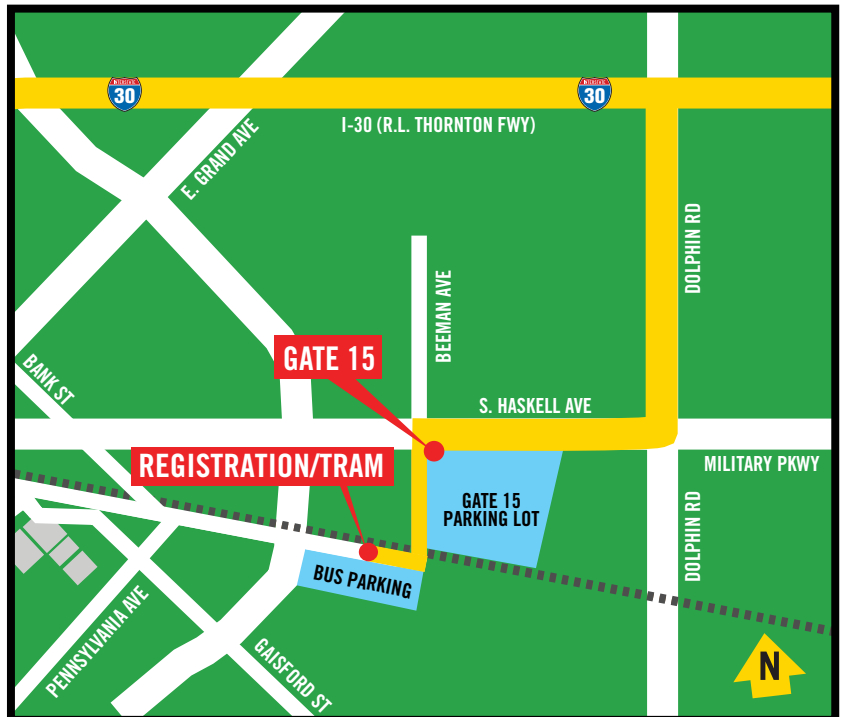 30
30
I-30 (R.L. THORNTON FWY)
E. GRAND AVE
DOLPHIN RD
BEEMAN AVE
GATE 15
BANK ST
S. HASKELL AVE
REGISTRATION/TRAM
MILITARY PKWY
GATE 15
PARKING LOT
DOLPHIN RD
BUS PARKING
PENNSYLVANIA AVE
GAISFORD ST
N